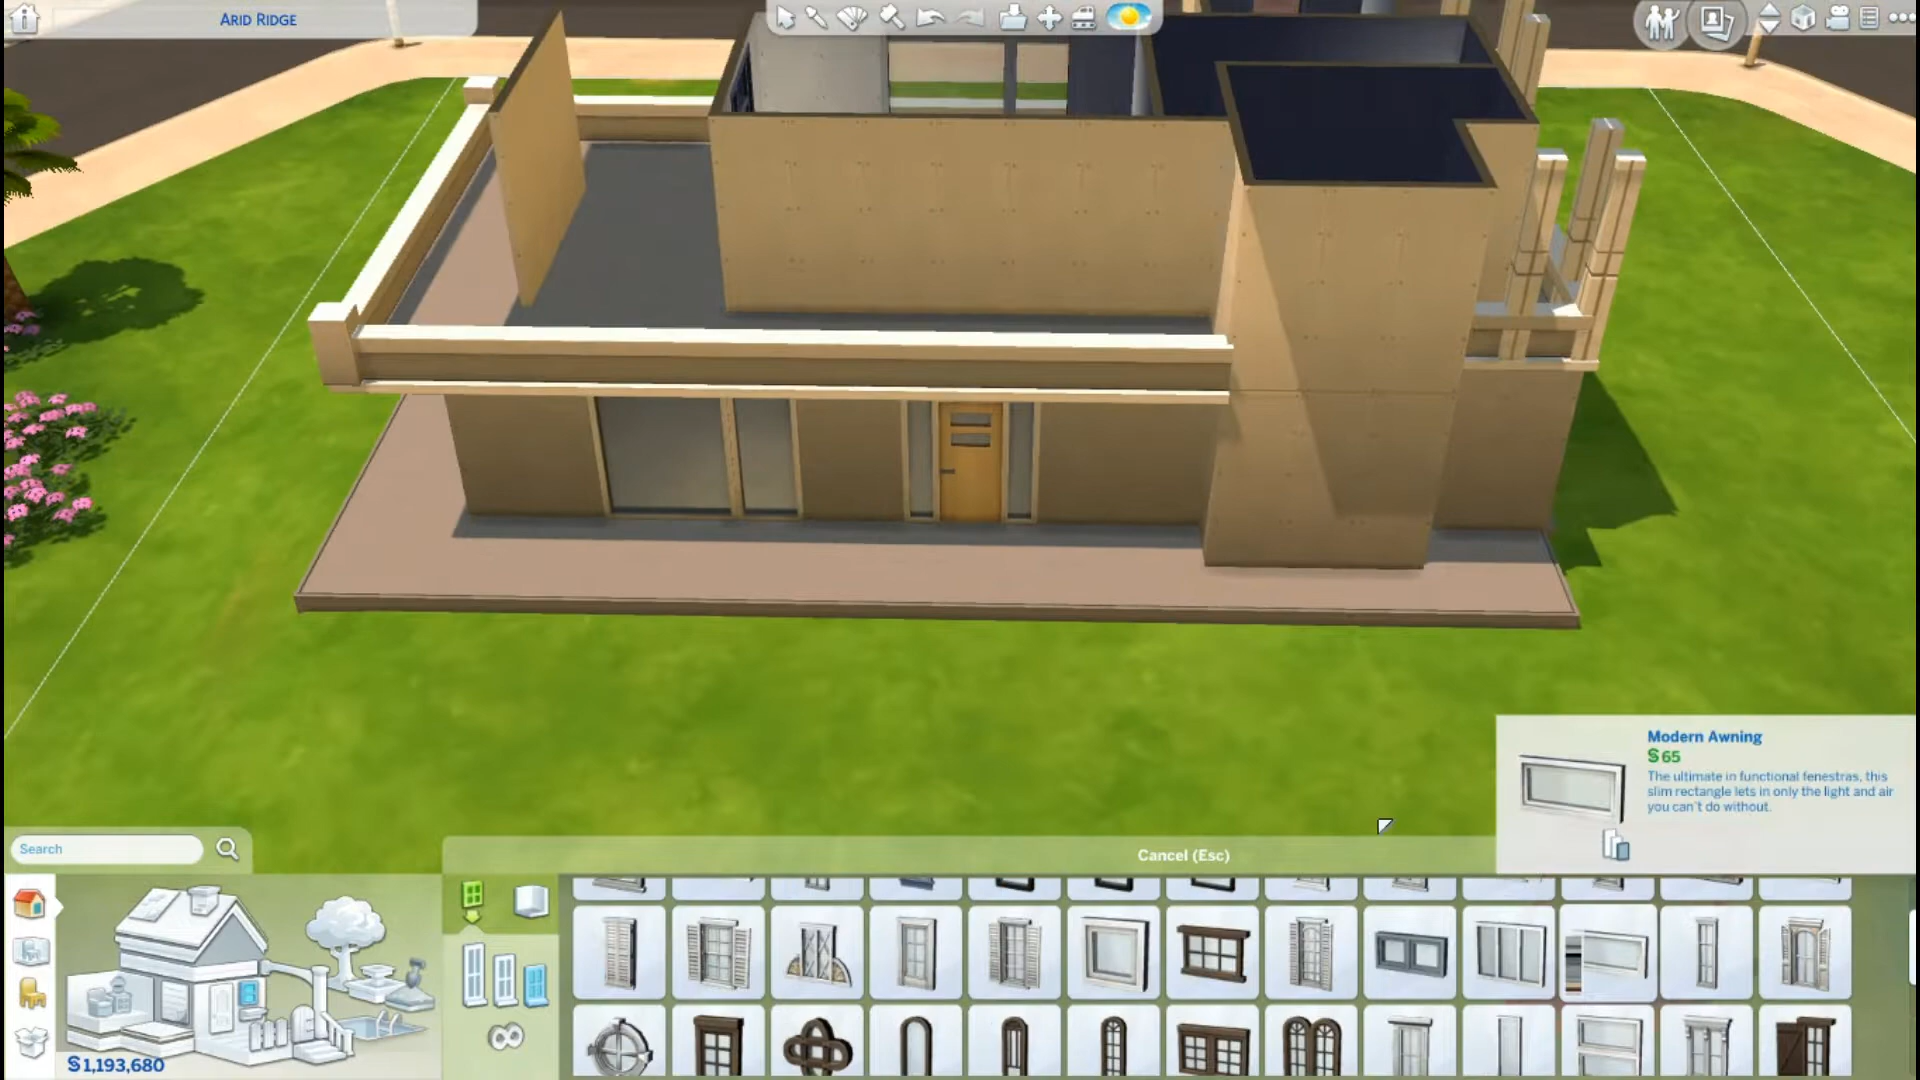 ARID RIDGE
Modern Awning
§65
The ultimate in functional fenestras, this
slim rectangle lets in only the light and air
you can't do without.
Search
Cancel (Esc)
§1,193,680